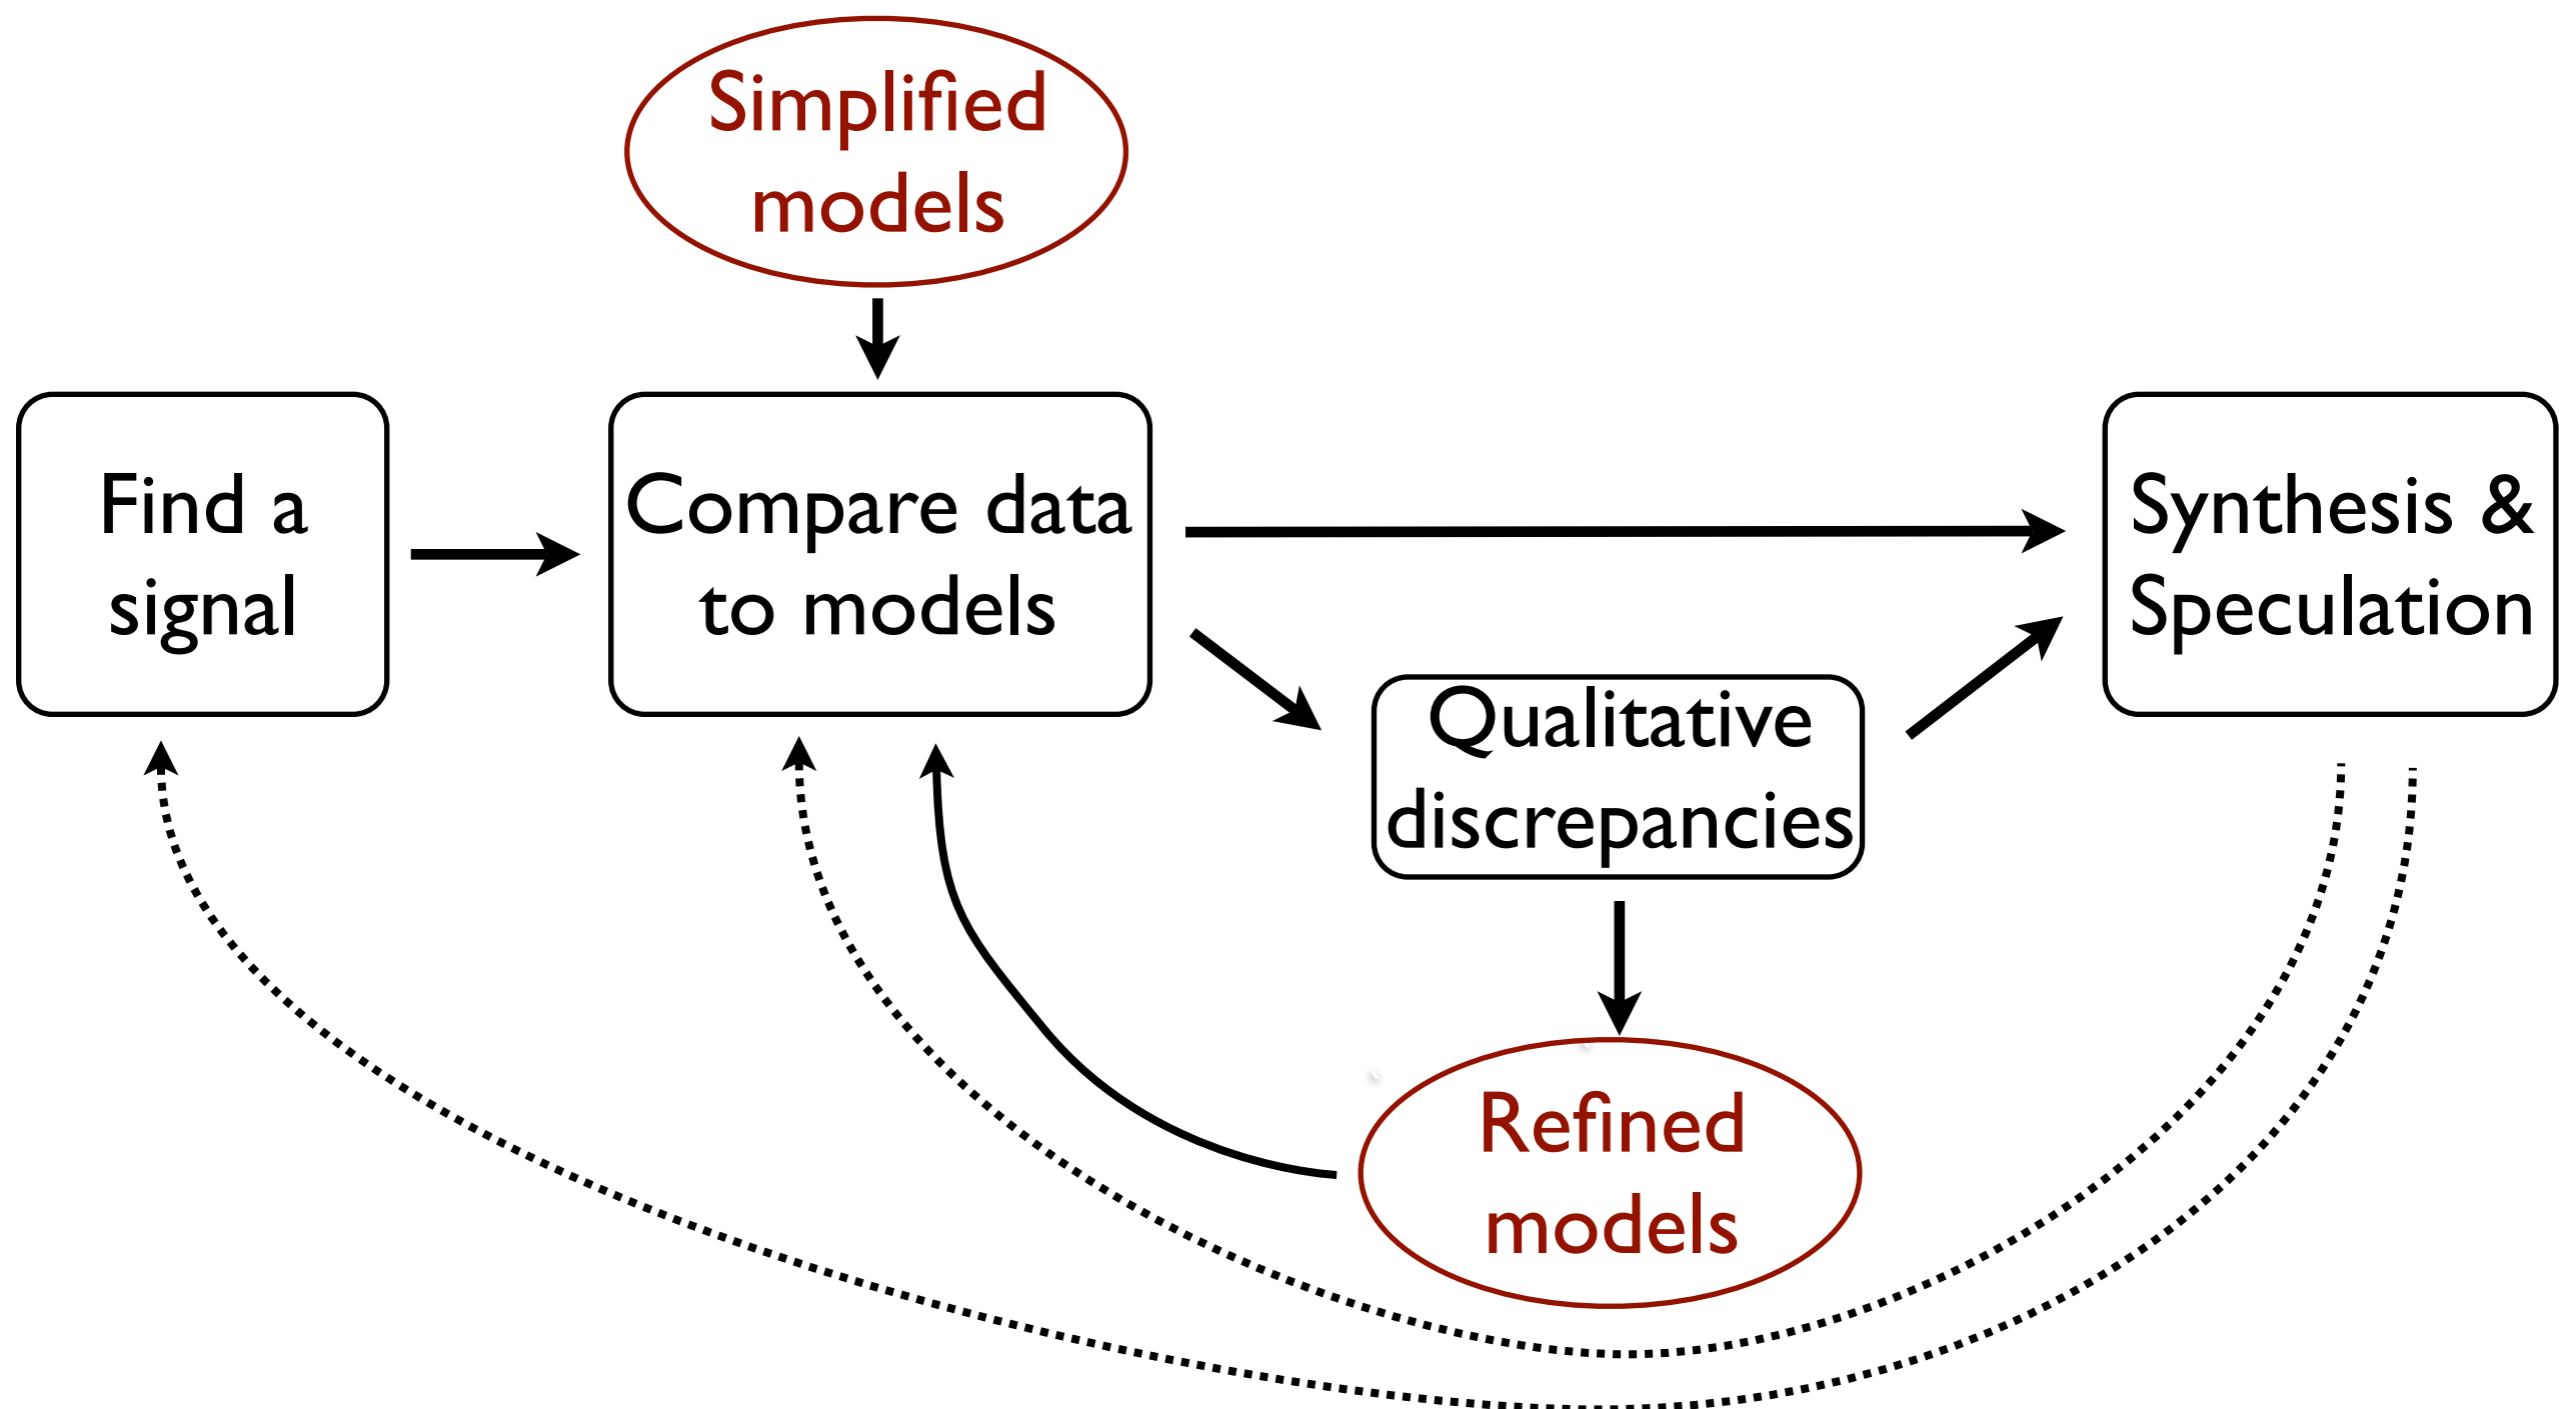 Simplified
models
Find a
signal
Compare data
to models
Synthesis &
Speculation
Qualitative
discrepancies
Refined
models